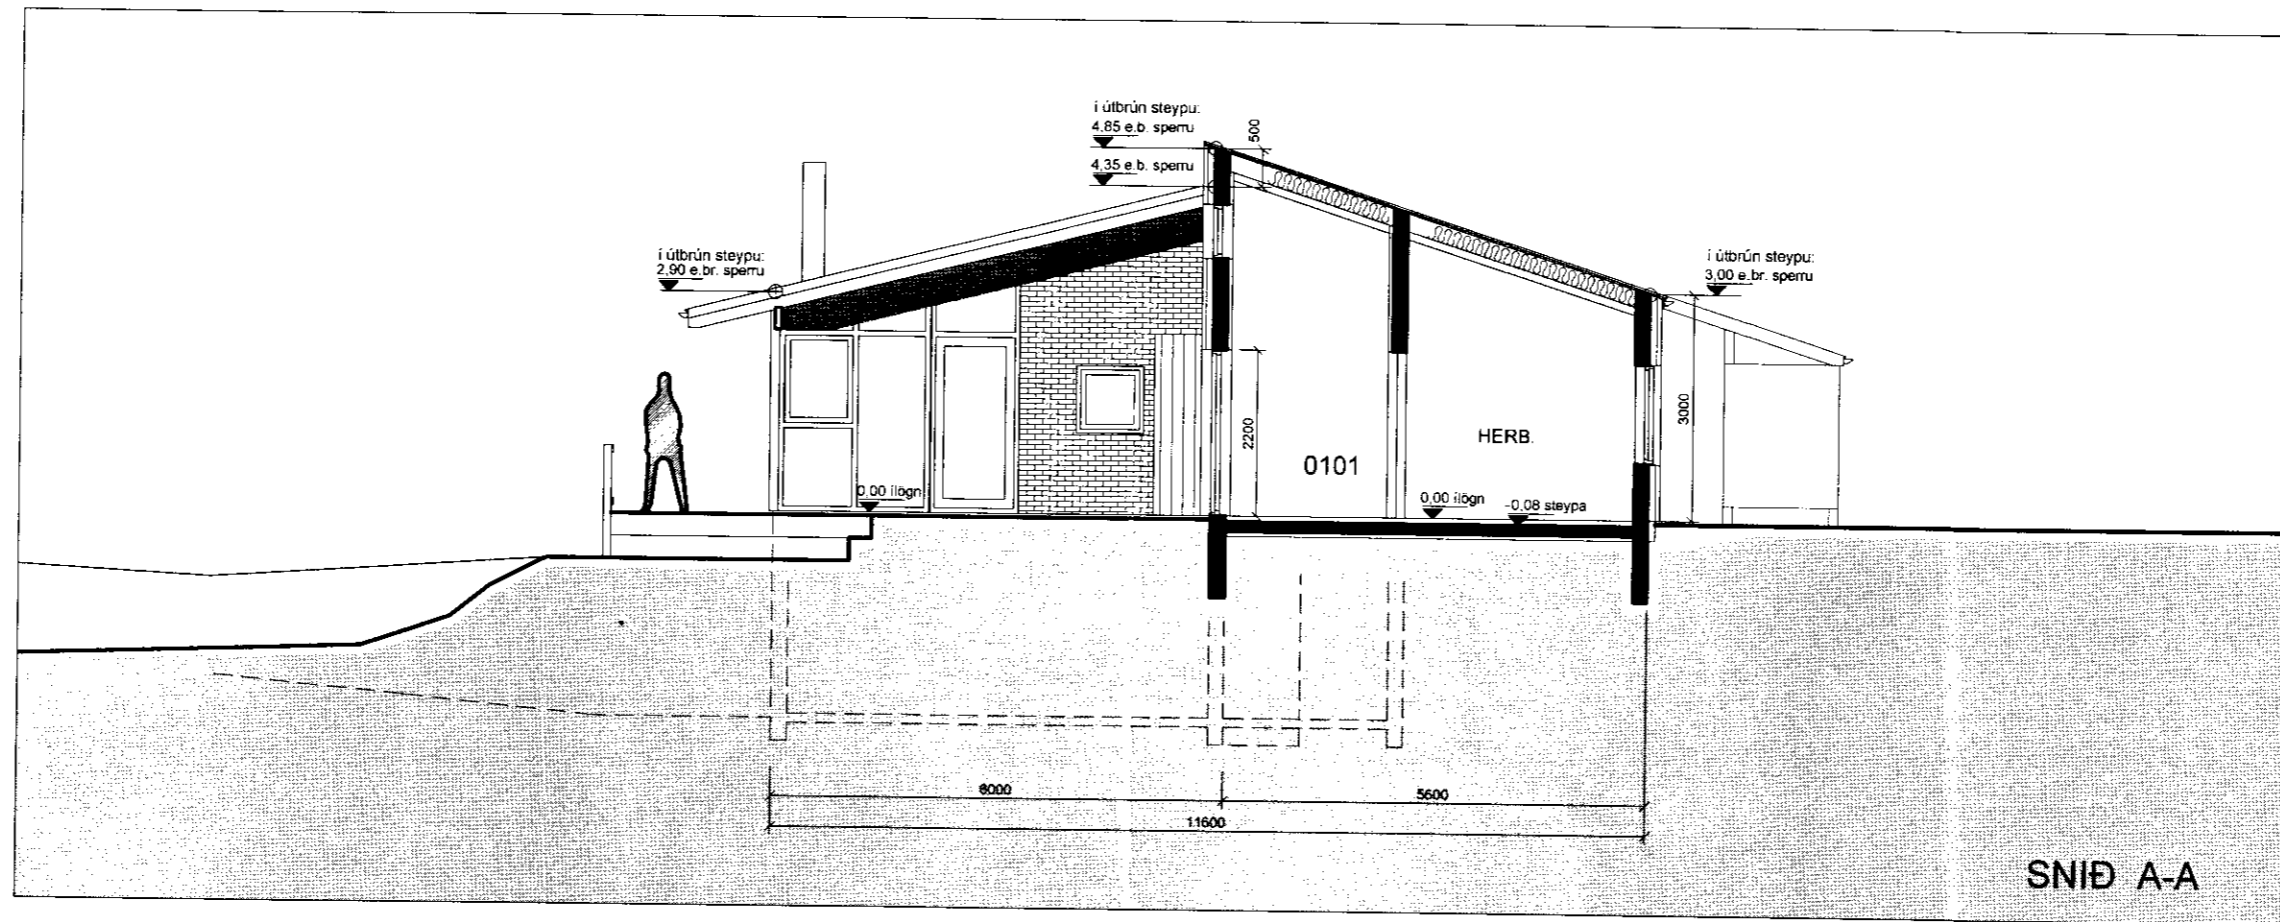 í útbrún steypu:
4,85 e.b. sperru
500
4,35 e.b. sperru
í útbrún steypu:
2,90 e.br. sperru
í útbrún steypu:
3,00 e.br. sperru
2200
3000
HERB.
0101
0,00 ílögn
0,00 ílögn
-0,08 steypa
6000
5600
11600
SNIÐ A-A